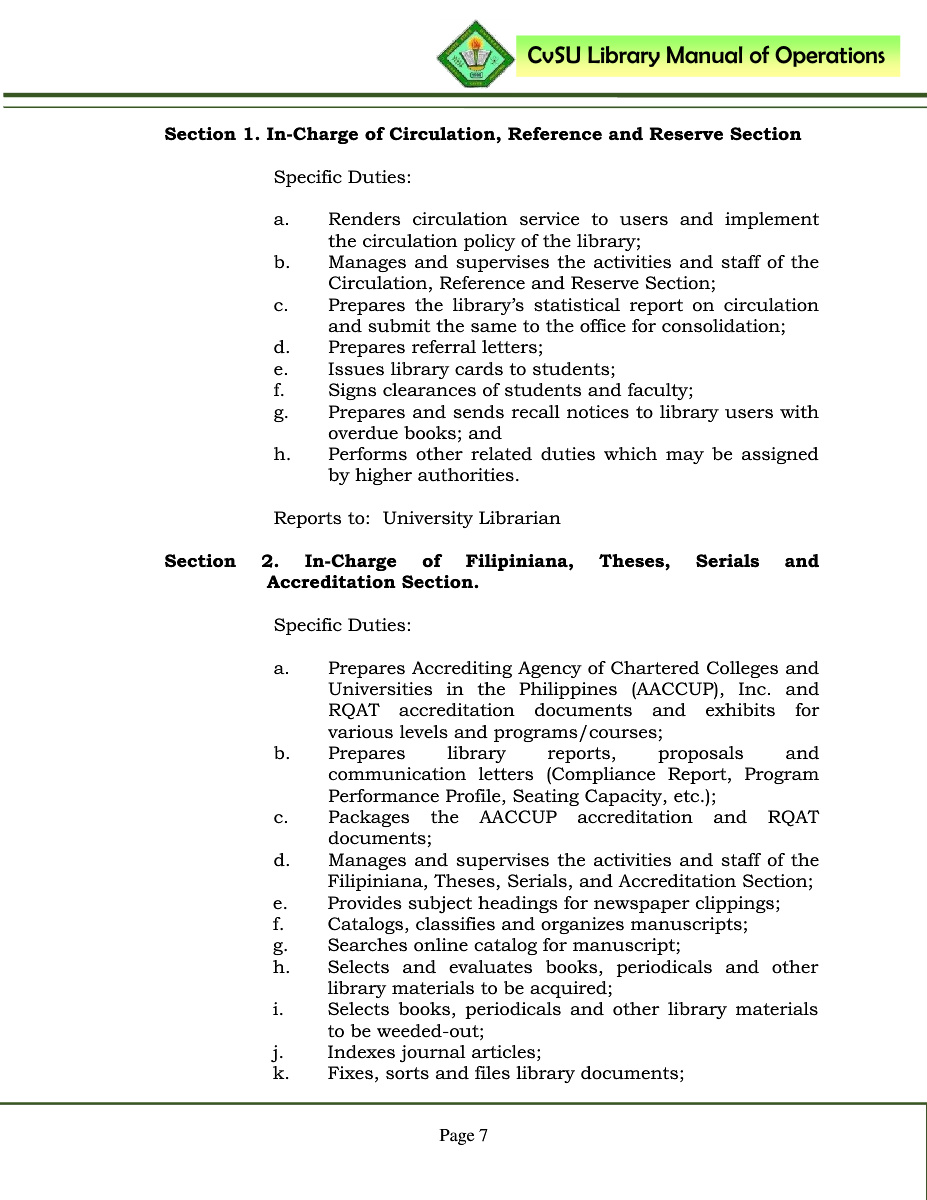 CvSU Library Manual of Operations
Section 1. In-Charge of Circulation, Reference and Reserve Section
Specific Duties:
a. Renders circulation service to users and implement
the circulation policy of the library;
b. Manages and supervises the activities and staff of the
Circulation, Reference and Reserve Section;
c. Prepares the library’s statistical report on circulation
and submit the same to the office for consolidation;
d. Prepares referral letters;
e. Issues library cards to students;
f. Signs clearances of students and faculty;
g. Prepares and sends recall notices to library users with
overdue books; and
h. Performs other related duties which may be assigned
by higher authorities.
Reports to: University Librarian
Section 2. In-Charge of Filipiniana, Theses, Serials and
Accreditation Section.
Specific Duties:
a. Prepares Accrediting Agency of Chartered Colleges and
Universities in the Philippines (AACCUP), Inc. and
RQAT accreditation documents and exhibits for
various levels and programs/courses;
b. Prepares library reports, proposals and
communication letters (Compliance Report, Program
Performance Profile, Seating Capacity, etc.);
c. Packages the AACCUP accreditation and RQAT
documents;
d. Manages and supervises the activities and staff of the
Filipiniana, Theses, Serials, and Accreditation Section;
e. Provides subject headings for newspaper clippings;
f. Catalogs, classifies and organizes manuscripts;
g. Searches online catalog for manuscript;
h. Selects and evaluates books, periodicals and other
library materials to be acquired;
i. Selects books, periodicals and other library materials
to be weeded-out;
j. Indexes journal articles;
k. Fixes, sorts and files library documents;
Page 7